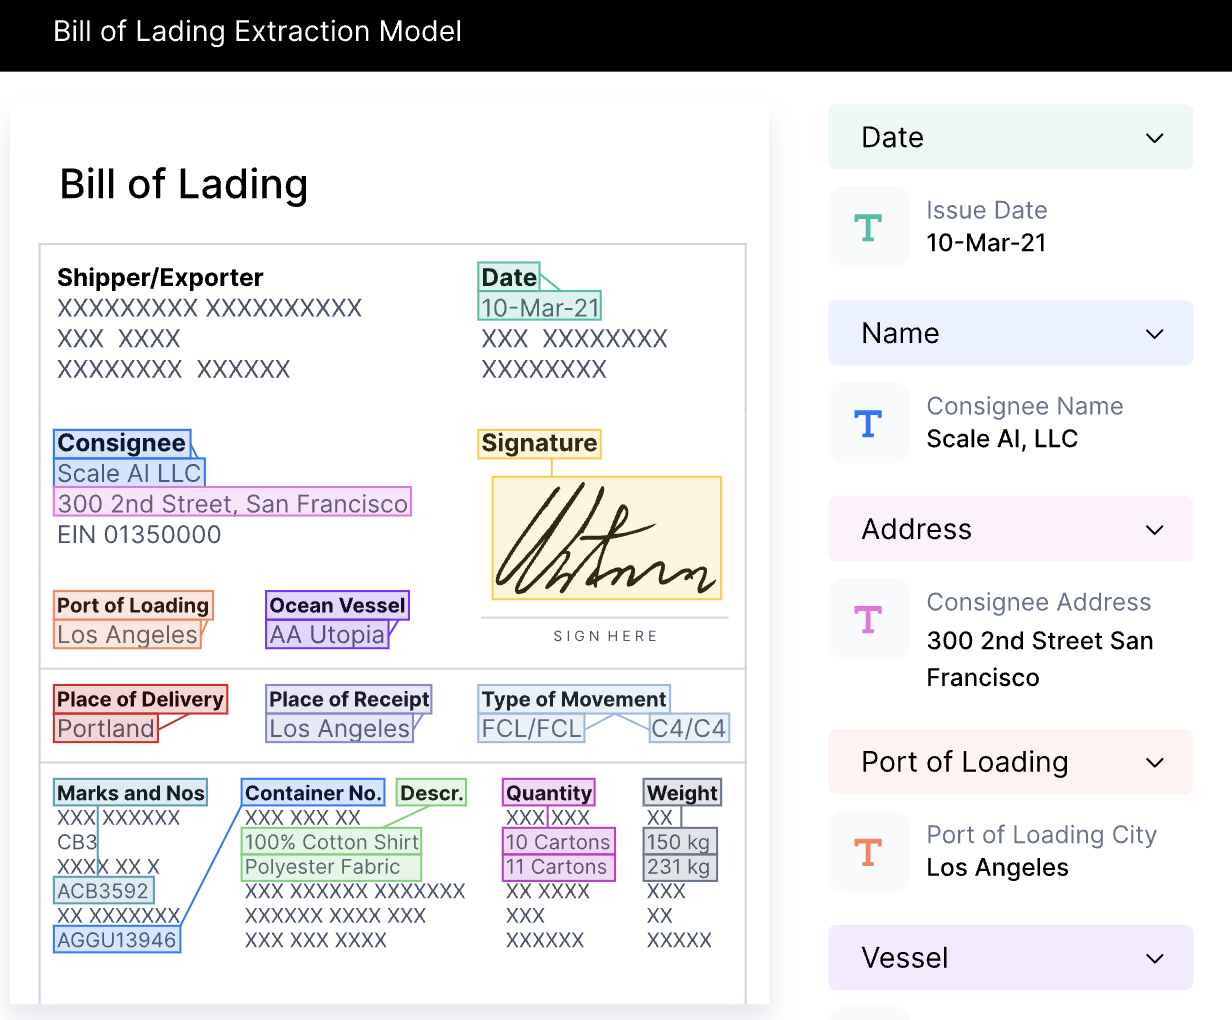 Bill of Lading Extraction Model
Bill of Lading
Shipper/Exporter
XXXXXXXXX XXXXXXXXXX
XXX XXXX
XXXXXXXX XXXXXX
Date
10-Mar-21
XXX XXXXXXXX
XXXXXXXX
Consignee
Scale AI LLC
300 2nd Street, San Francisco
EIN 01350000
Signature
SIGN HERE
Port of Loading
Los Angeles
Ocean Vessel
AA Utopia
Place of Delivery
Portland
Place of Receipt
Los Angeles
Type of Movement
FCL/FCL C4/C4
Marks and Nos Container No. Descr. Quantity Weight
XXX XXXXXX XXX XXX XX XXX XXX XX
CB3 100% Cotton Shirt 10 Cartons 150 kg
XXXX XX X Polyester Fabric 11 Cartons 231 kg
ACB3592 XXX XXXXXX XXXXXXX XX XXXX XXX
XX XXXXXXX XXXXXX XXXX XXX XXX XX
AGGU13946 XXX XXX XXXX XXXXXX XXXXX
Date
T
Issue Date
10-Mar-21
Name
T
Consignee Name
Scale AI, LLC
Address
T
Consignee Address
300 2nd Street San
Francisco
Port of Loading
T
Port of Loading City
Los Angeles
Vessel